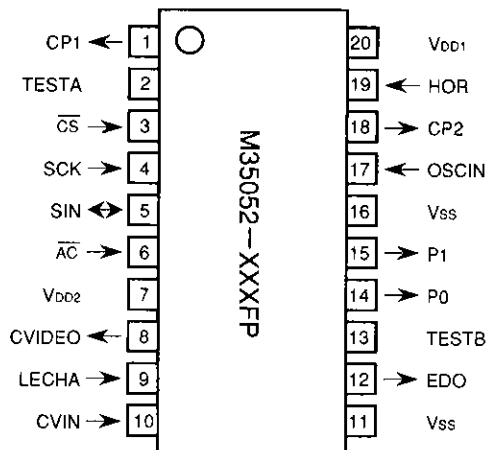 CP1 1 20 VDD1
TESTA 2 19 HOR
CS 3 18 CP2
SCK 4 17 OSCIN
SIN 5 16 Vss
AC 6 15 P1
VDD2 7 14 P0
CVIDEO 8 13 TESTB
LECHA 9 12 EDO
CVIN 10 11 Vss
M35052-XXXFP